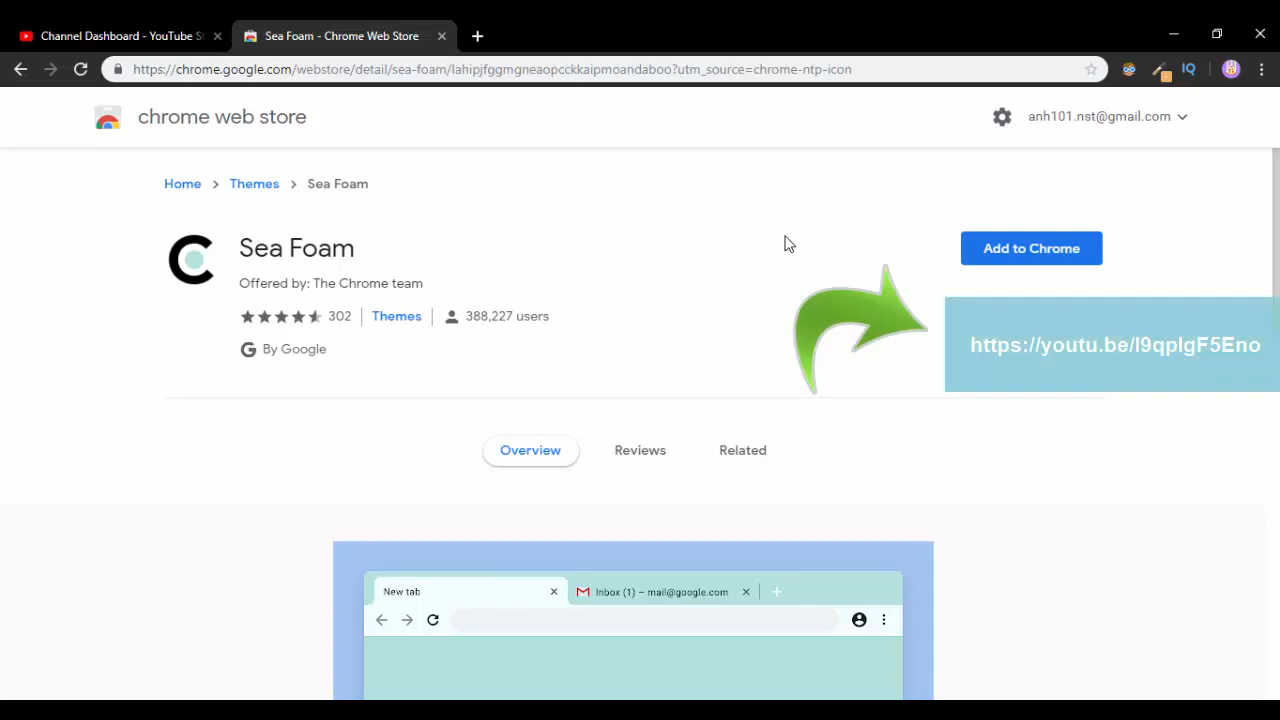 Channel Dashboard - YouTube S
Sea Foam - Chrome Web Store
https://chrome.google.com/webstore/detail/sea-foam/lahipjfggmgneaopcckkaipmoandaboo?utm_source=chrome-ntp-icon
IQ
chrome web store
anh101.nst@gmail.com
Home > Themes > Sea Foam
Sea Foam
Add to Chrome
Offered by: The Chrome team
302 Themes 388,227 users
https://youtu.be/I9qpIgF5Eno
By Google
Overview
Reviews
Related
New tab
Inbox (1) – mail@google.com